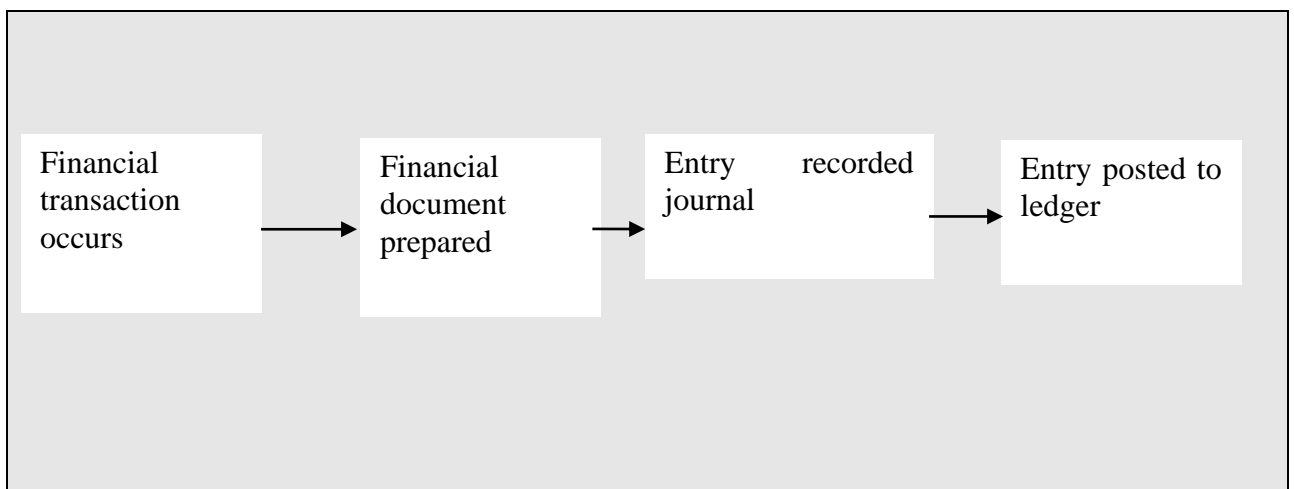 Financial
transaction
occurs
Financial
document
prepared
Entry recorded
journal
Entry posted to
ledger